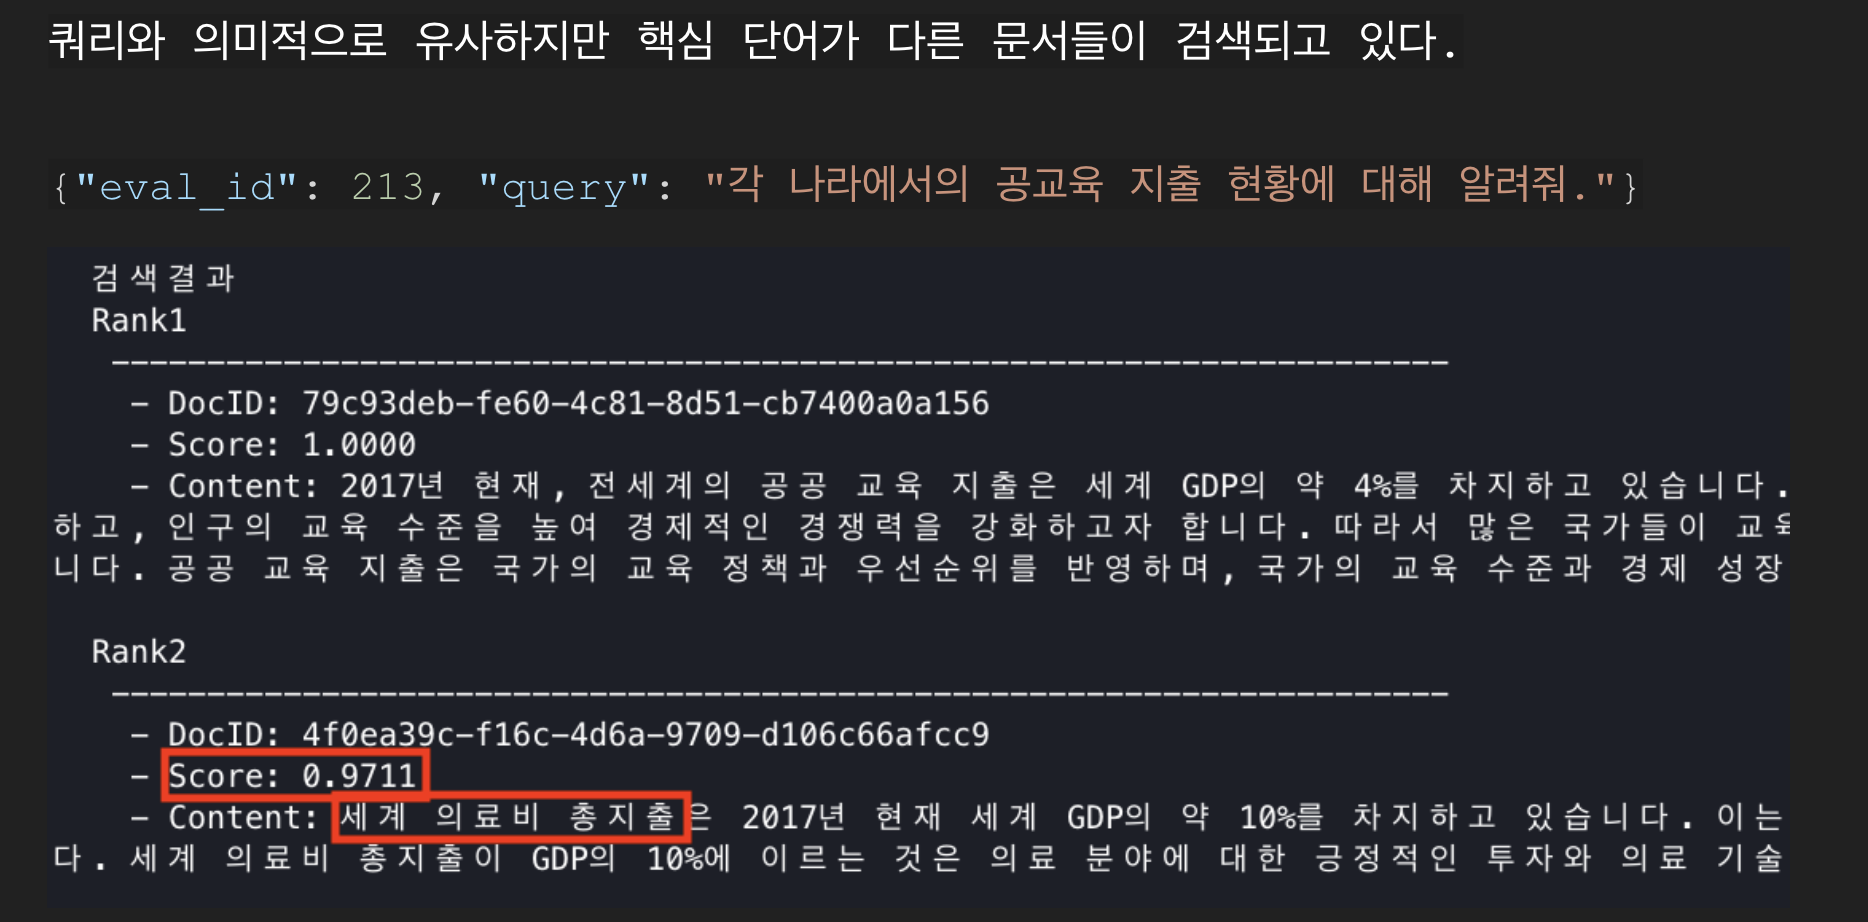 쿼리와 의미적으로 유사하지만 핵심 단어가 다른 문서들이 검색되고 있다.
{"eval_id": 213, "query": "각 나라에서의 공교육 지출 현황에 대해 알려줘."}
검색결과
Rank1
----------------------------------------------------------------------
- DocID: 79c93deb-fe60-4c81-8d51-cb7400a0a156
- Score: 1.0000
- Content: 2017년 현재, 전세계의 공공 교육 지출은 세계 GDP의 약 4%를 차지하고 있습니다.
하고, 인구의 교육 수준을 높여 경제적인 경쟁력을 강화하고자 합니다. 따라서 많은 국가들이 교육
니다. 공공 교육 지출은 국가의 교육 정책과 우선순위를 반영하며, 국가의 교육 수준과 경제 성장
Rank2
----------------------------------------------------------------------
- DocID: 4f0ea39c-f16c-4d6a-9709-d106c66afcc9
- Score: 0.9711
- Content: 세계 의료비 총지출은 2017년 현재 세계 GDP의 약 10%를 차지하고 있습니다. 이는
다. 세계 의료비 총지출이 GDP의 10%에 이르는 것은 의료 분야에 대한 긍정적인 투자와 의료 기술